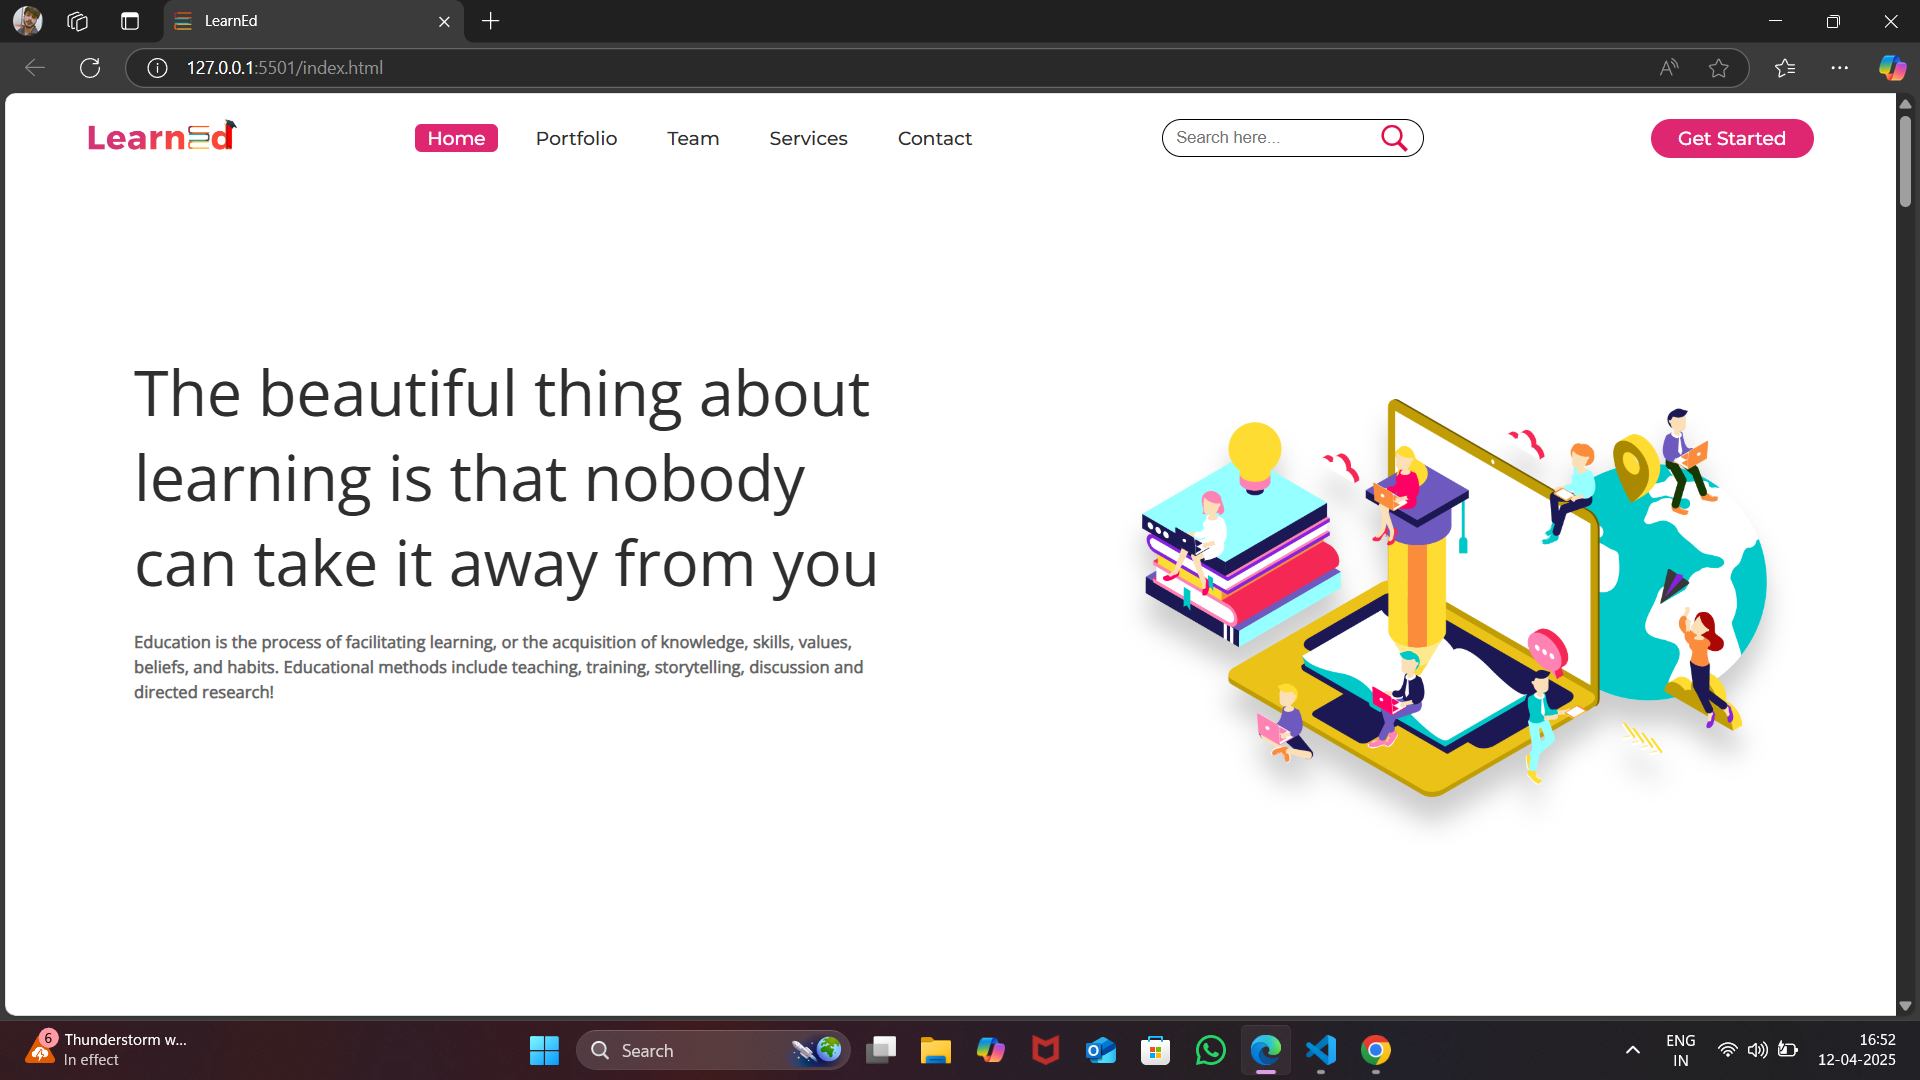 LearnEd
127.0.0.1:5501/index.html
LearnEd
Home
Portfolio
Team
Services
Contact
Search here...
Get Started
The beautiful thing about
learning is that nobody
can take it away from you
Education is the process of facilitating learning, or the acquisition of knowledge, skills, values,
beliefs, and habits. Educational methods include teaching, training, storytelling, discussion and
directed research!
6
Thunderstorm w...
In effect
Search
ENG
IN
16:52
12-04-2025